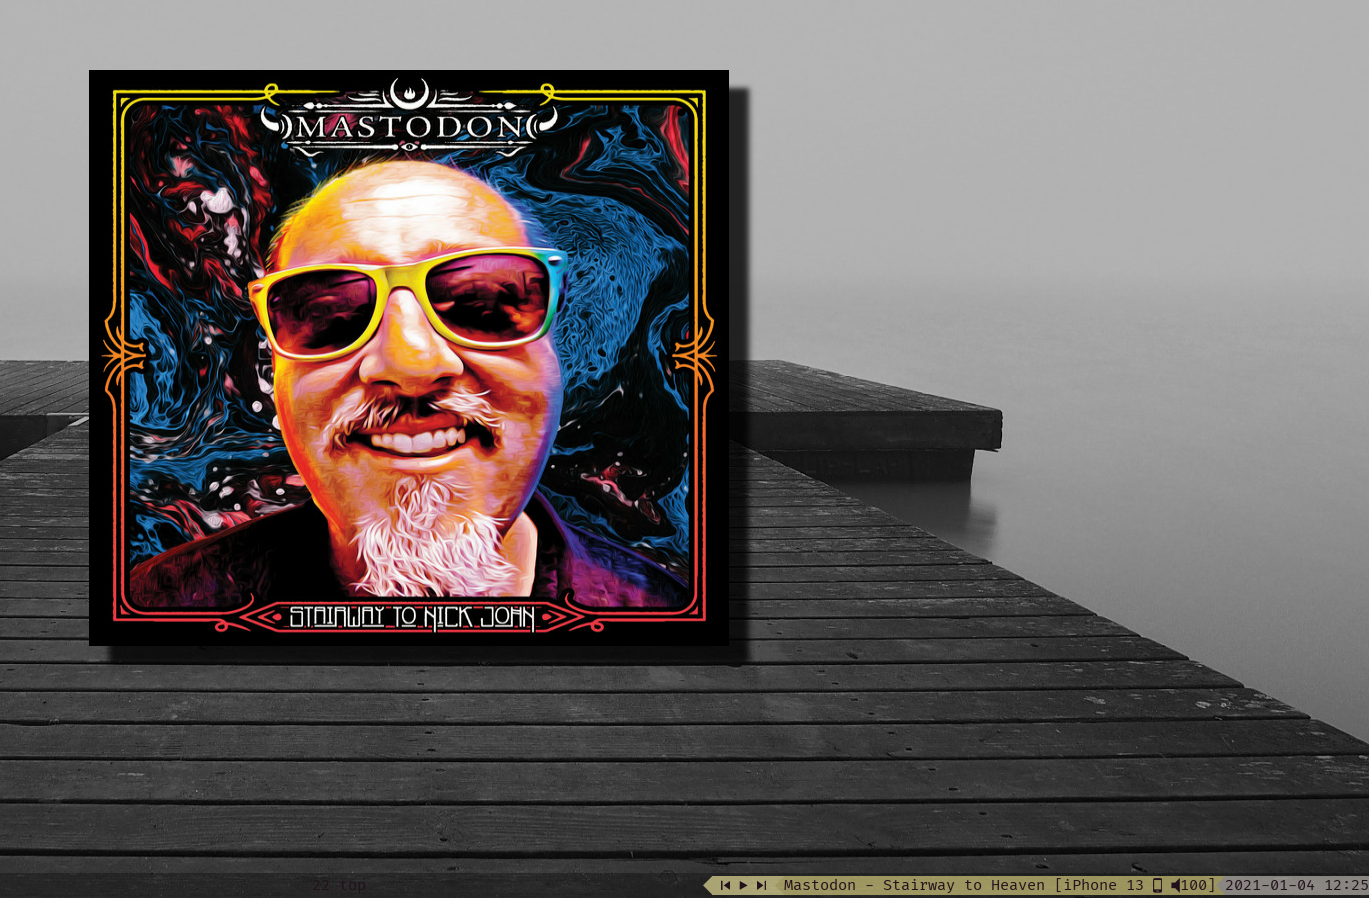 MASTODON
STAIRWAY TO NICK JOHN
22 top
Mastodon - Stairway to Heaven [iPhone 13 100] 2021-01-04 12:25